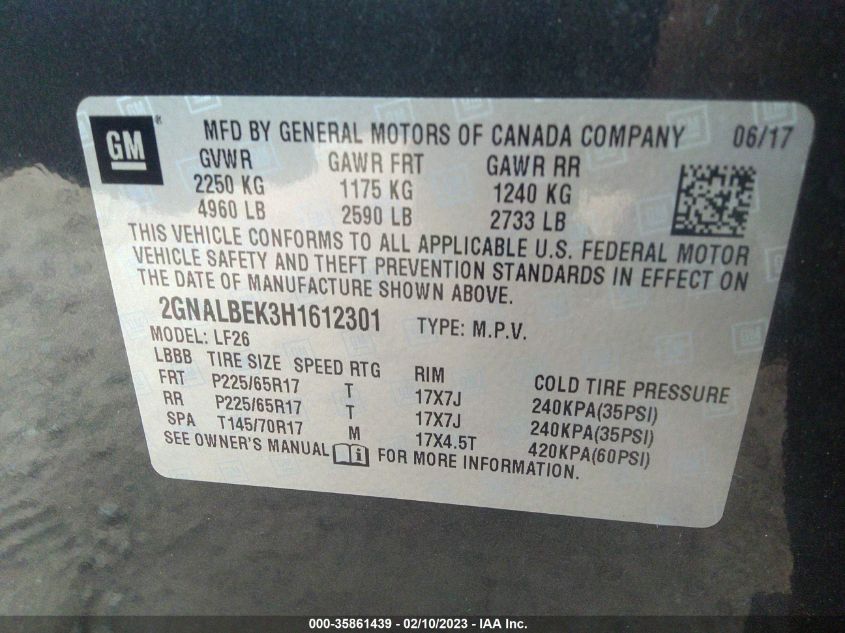 GM ® MFD BY GENERAL MOTORS OF CANADA COMPANY 06/17
GVWR GAWR FRT GAWR RR
2250 KG 1175 KG 1240 KG
4960 LB 2590 LB 2733 LB
THIS VEHICLE CONFORMS TO ALL APPLICABLE U.S. FEDERAL MOTOR
VEHICLE SAFETY AND THEFT PREVENTION STANDARDS IN EFFECT ON
THE DATE OF MANUFACTURE SHOWN ABOVE.
2GNALBEK3H1612301 TYPE: M.P.V.
MODEL: LF26
LBBB TIRE SIZE SPEED RTG RIM COLD TIRE PRESSURE
FRT P225/65R17 T 17X7J 240KPA(35PSI)
RR P225/65R17 T 17X7J 240KPA(35PSI)
SPA T145/70R17 M 17X4.5T 420KPA(60PSI)
SEE OWNER'S MANUAL FOR MORE INFORMATION.
000-35861439 - 02/10/2023 - IAA Inc.